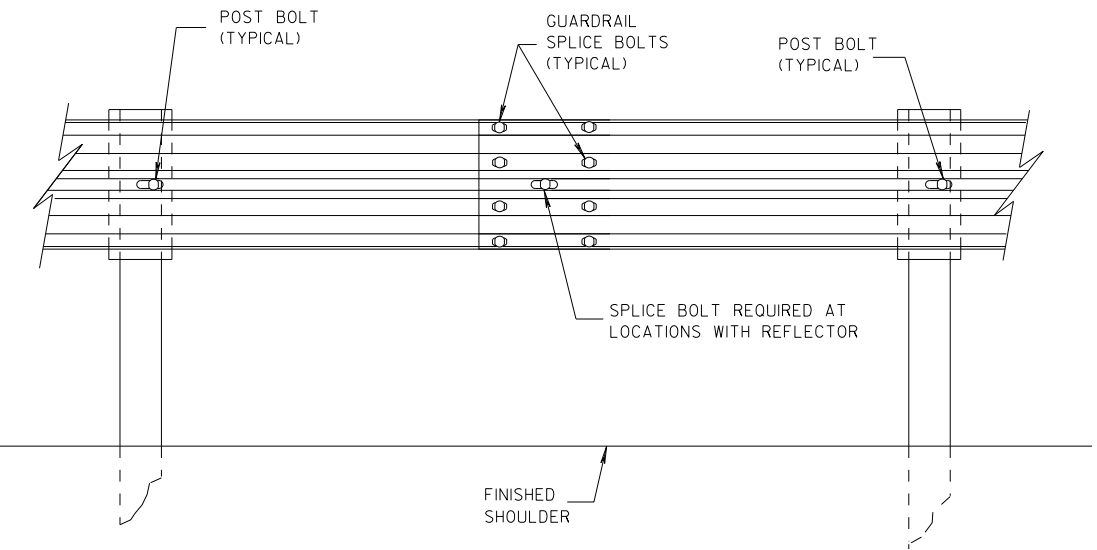 POST BOLT
(TYPICAL)
GUARDRAIL
SPLICE BOLTS
(TYPICAL)
POST BOLT
(TYPICAL)
SPLICE BOLT REQUIRED AT
LOCATIONS WITH REFLECTOR
FINISHED
SHOULDER